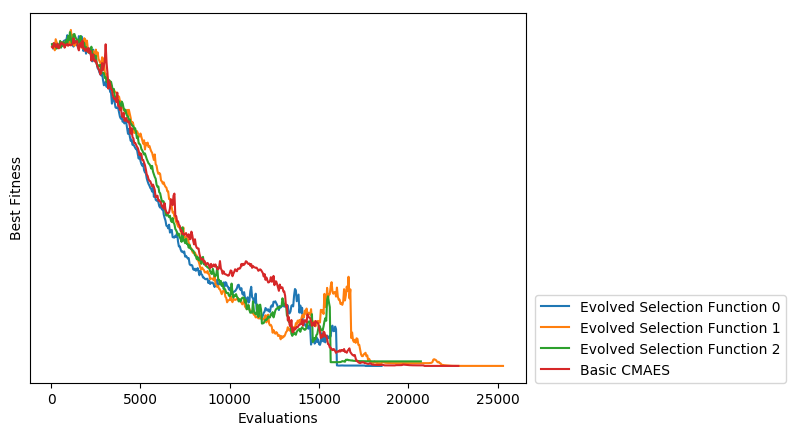 Best Fitness
0
5000
10000
15000
20000
25000
Evaluations
Evolved Selection Function 0
Evolved Selection Function 1
Evolved Selection Function 2
Basic CMAES